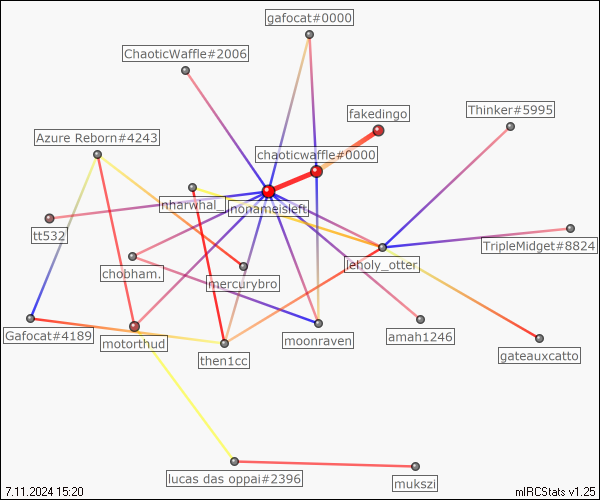 gafocat#0000
ChaoticWaffle#2006
fakedingo
Thinker#5995
Azure Reborn#4243
chaoticwaffle#0000
nharwhal_
nonameisleft
tt532
TripleMidget#8824
leholy_otter
chobham.
mercurybro
Gafocat#4189
motorthud
then1cc
moonraven
amah1246
gateauxcatto
lucas das oppai#2396
mukszi
7.11.2024 15:20
mIRCStats v1.25